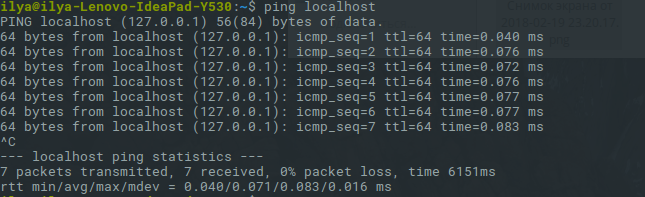 ilya@ilya-Lenovo-IdeaPad-Y530:~$ ping localhost
PING localhost (127.0.0.1) 56(84) bytes of data.
64 bytes from localhost (127.0.0.1): icmp_seq=1 ttl=64 time=0.040 ms
64 bytes from localhost (127.0.0.1): icmp_seq=2 ttl=64 time=0.076 ms
64 bytes from localhost (127.0.0.1): icmp_seq=3 ttl=64 time=0.072 ms
64 bytes from localhost (127.0.0.1): icmp_seq=4 ttl=64 time=0.076 ms
64 bytes from localhost (127.0.0.1): icmp_seq=5 ttl=64 time=0.077 ms
64 bytes from localhost (127.0.0.1): icmp_seq=6 ttl=64 time=0.077 ms
64 bytes from localhost (127.0.0.1): icmp_seq=7 ttl=64 time=0.083 ms
^C
--- localhost ping statistics ---
7 packets transmitted, 7 received, 0% packet loss, time 6151ms
rtt min/avg/max/mdev = 0.040/0.071/0.083/0.016 ms